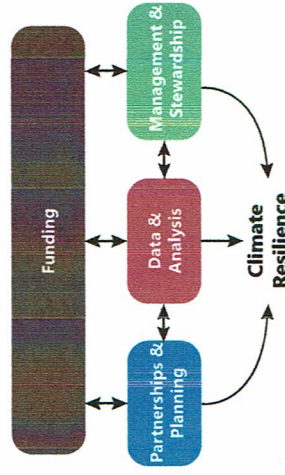 Funding
Partnerships &
Planning
Data &
Analysis
Management &
Stewardship
Climate
Resilience